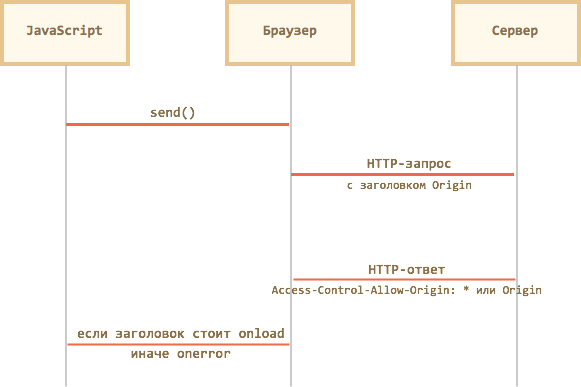 JavaScript
Браузер
Сервер
send()
HTTP-запрос
с заголовком Origin
HTTP-ответ
Access-Control-Allow-Origin: * или Origin
если заголовок стоит onload
иначе onerror